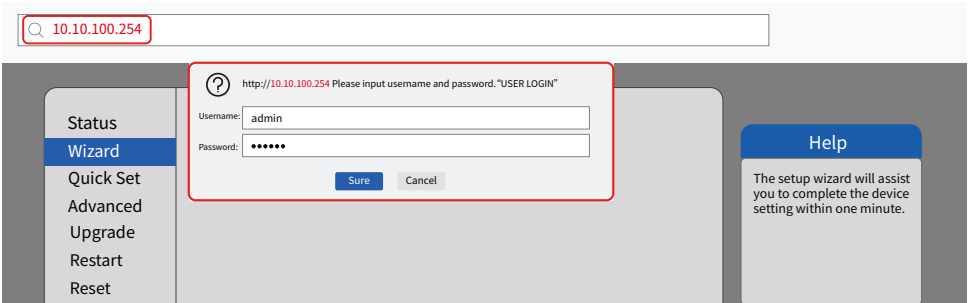 10.10.100.254
http://10.10.100.254 Please input username and password.“USER LOGIN”
Username: admin
Password: ••••••
Sure Cancel
Status
Wizard
Quick Set
Advanced
Upgrade
Restart
Reset
Help
The setup wizard will assist
you to complete the device
setting within one minute.